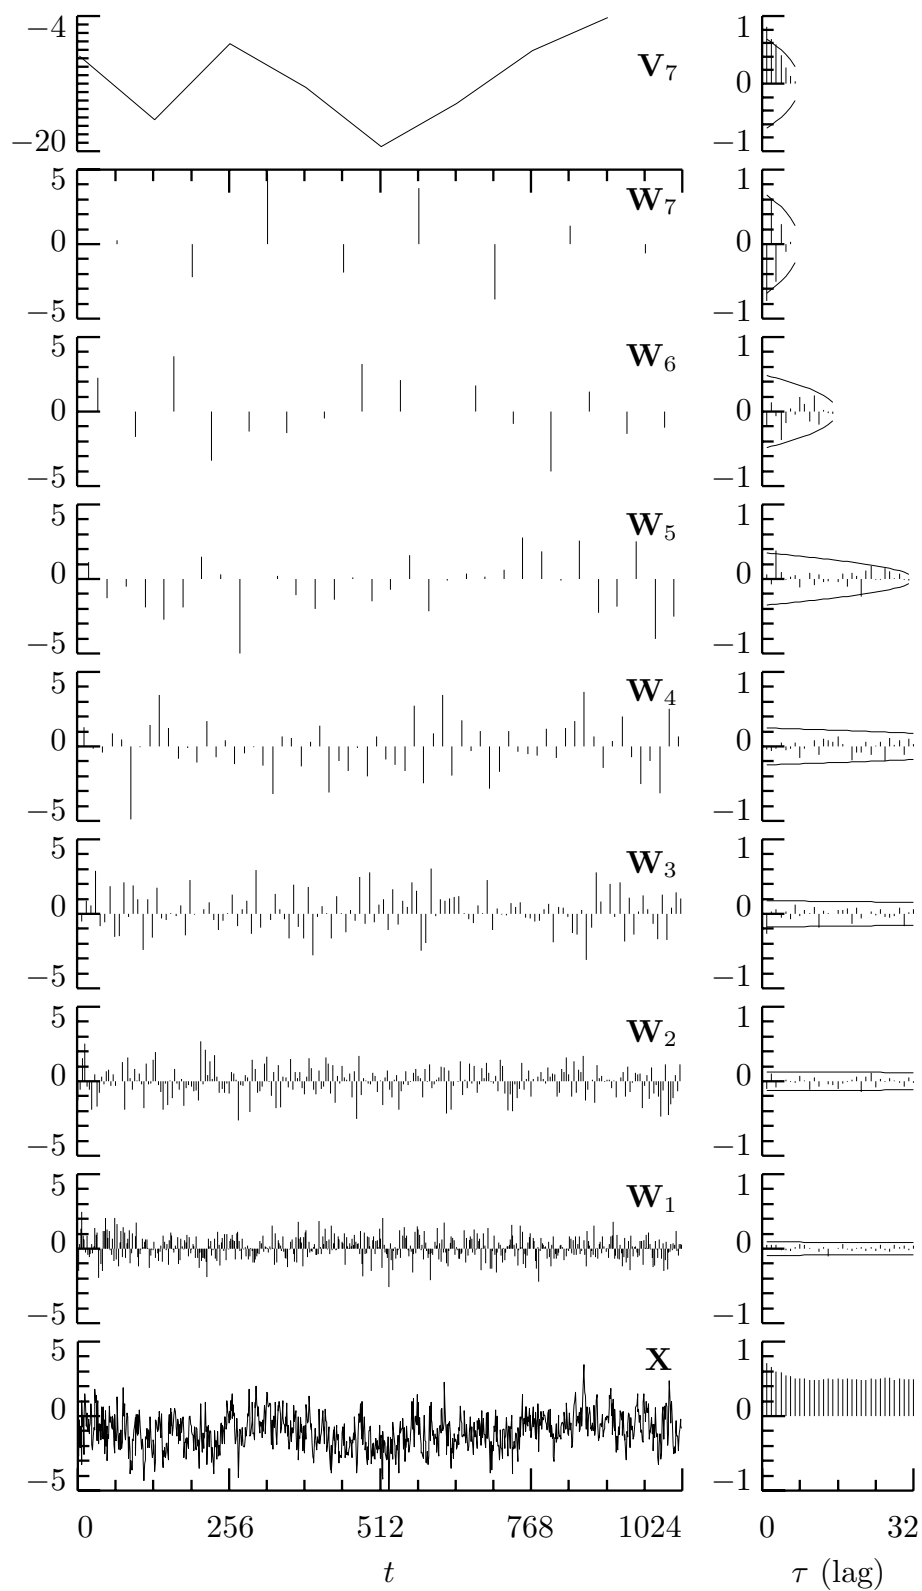 −4 V₇ 1
0
−20 −1
5 W₇ 1
0 0
−5 −1
5 W₆ 1
0 0
−5 −1
5 W₅ 1
0 0
−5 −1
5 W₄ 1
0 0
−5 −1
5 W₃ 1
0 0
−5 −1
5 W₂ 1
0 0
−5 −1
5 W₁ 1
0 0
−5 −1
5 X 1
0 0
−5 −1
0 256 512 768 1024 0 32
t τ (lag)